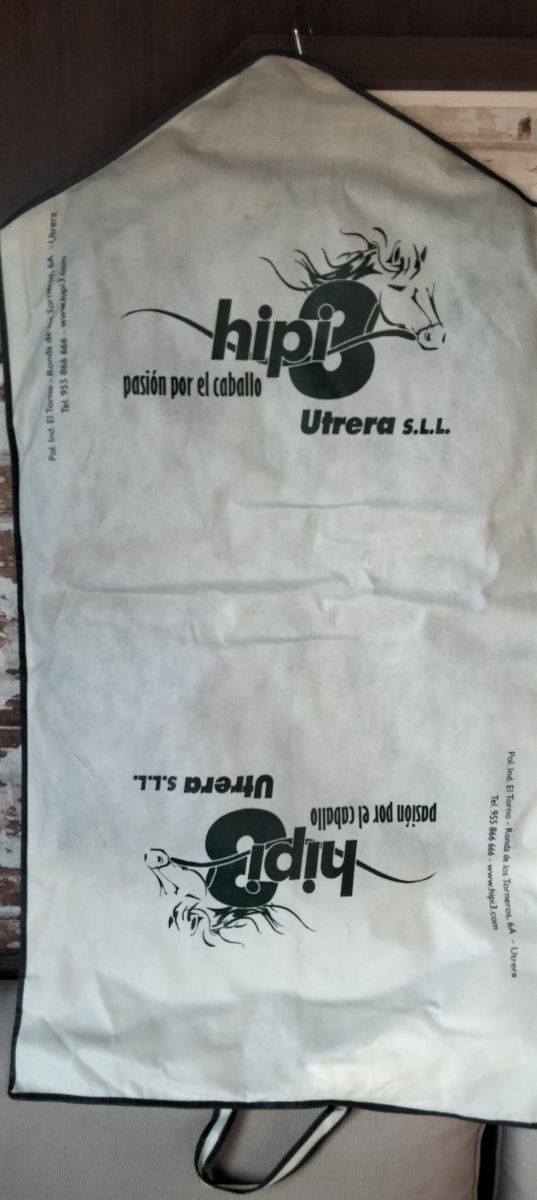 hipi3
pasión por el caballo
Utrera S.L.L.
Pol. Ind. El Torno - Ronda de los Torneros, 6A - Utrera
Tel. 955 866 666 - www.hipi3.com
hipi3
pasión por el caballo
Utrera S.L.L.
Pol. Ind. El Torno - Ronda de los Torneros, 6A - Utrera
Tel. 955 866 666 - www.hipi3.com